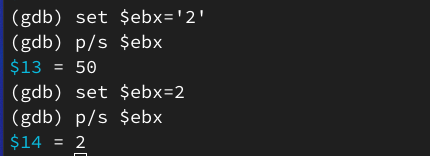 (gdb) set $ebx='2'
(gdb) p/s $ebx
$13 = 50
(gdb) set $ebx=2
(gdb) p/s $ebx
$14 = 2